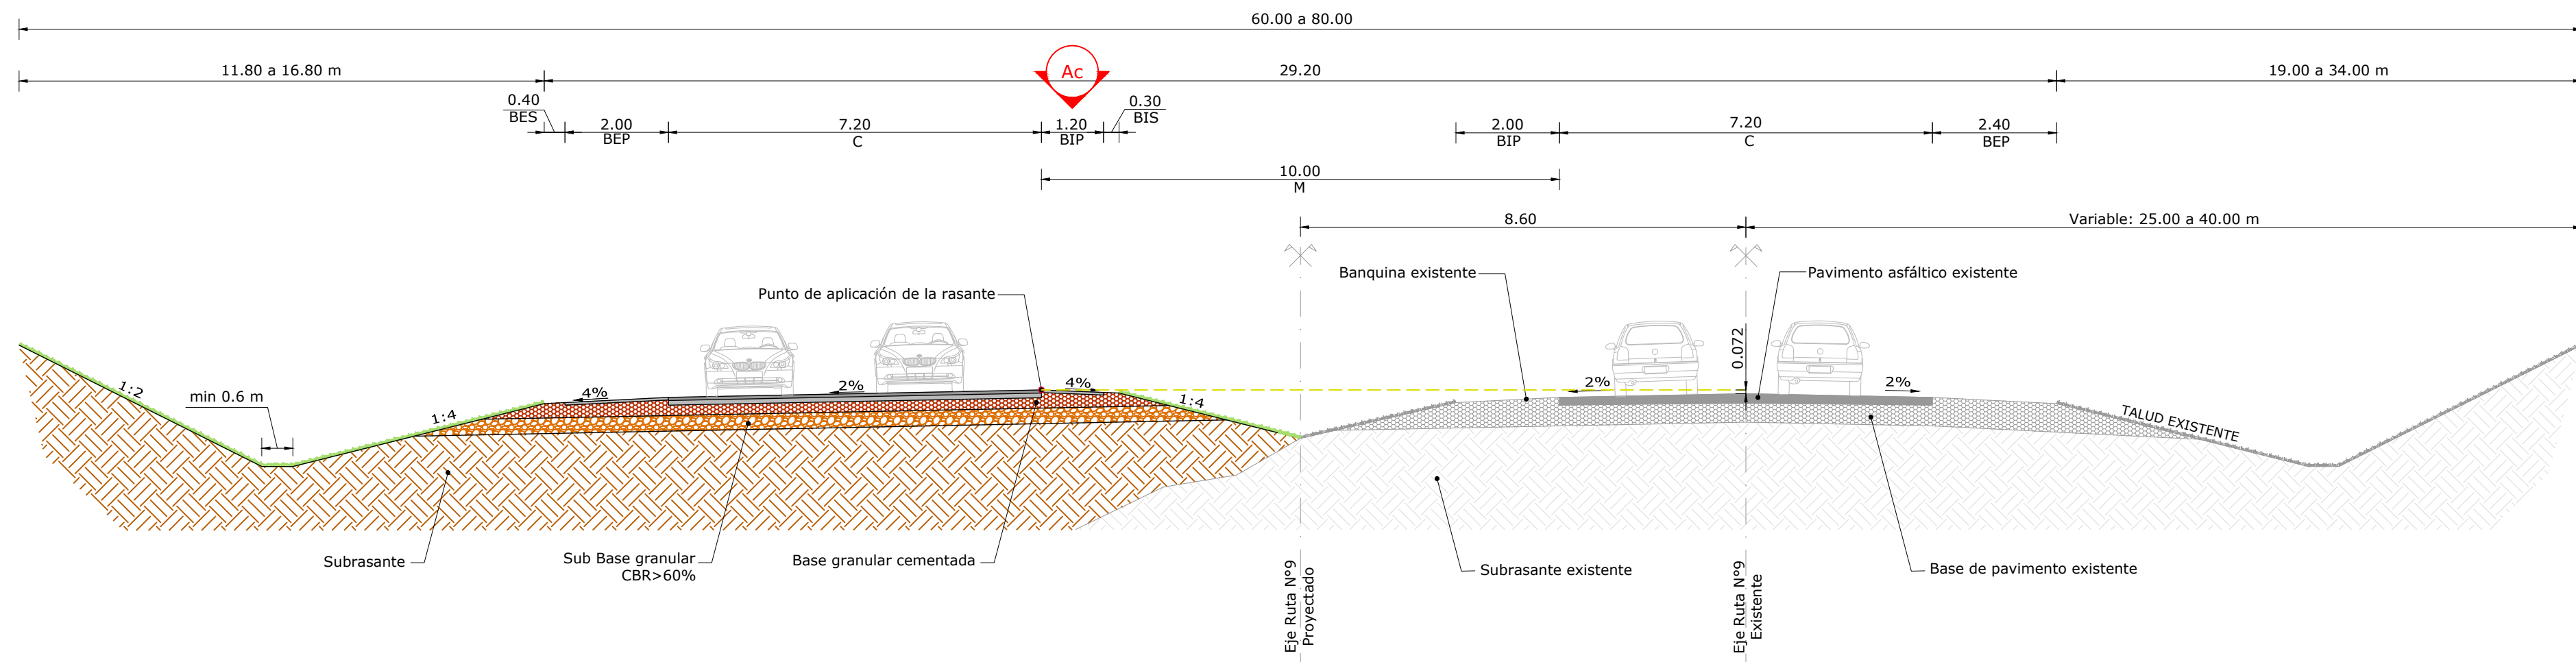 60.00 a 80.00
11.80 a 16.80 m
Ac
29.20
19.00 a 34.00 m
0.40
BES
2.00
BEP
7.20
C
1.20
BIP
0.30
BIS
2.00
BIP
7.20
C
2.40
BEP
10.00
M
8.60
Variable: 25.00 a 40.00 m
Punto de aplicación de la rasante
Banquina existente
Pavimento asfáltico existente
0.072
1:2
min 0.6 m
1:4
4%
2%
4%
1:4
2%
2%
TALUD EXISTENTE
Subrasante
Sub Base granular
CBR>60%
Base granular cementada
Subrasante existente
Base de pavimento existente
Eje Ruta N°9
Proyectado
Eje Ruta N°9
Existente